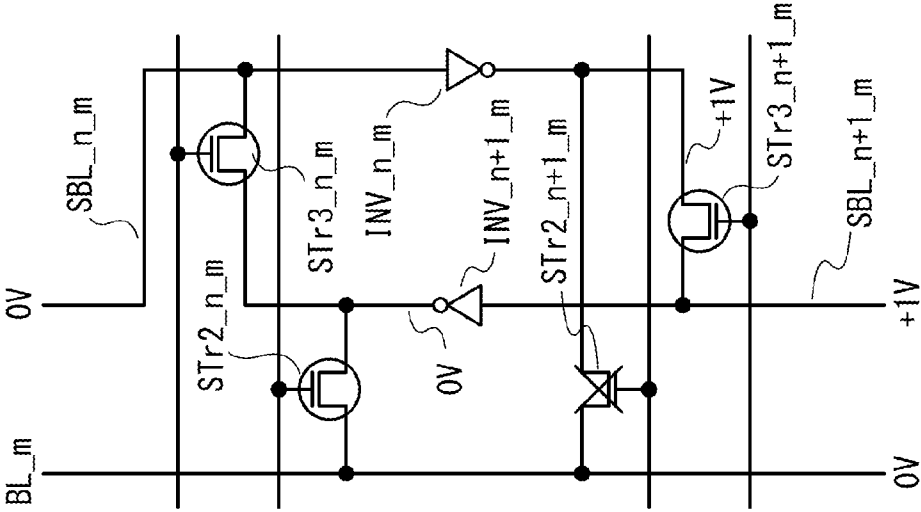 SBL_n_m
0V
BL_m
STr2_n_m
STr3_n_m
INV_n_m
INV_n+1_m
0V
STr2_n+1_m
+1V
STr3_n+1_m
SBL_n+1_m
+1V
0V